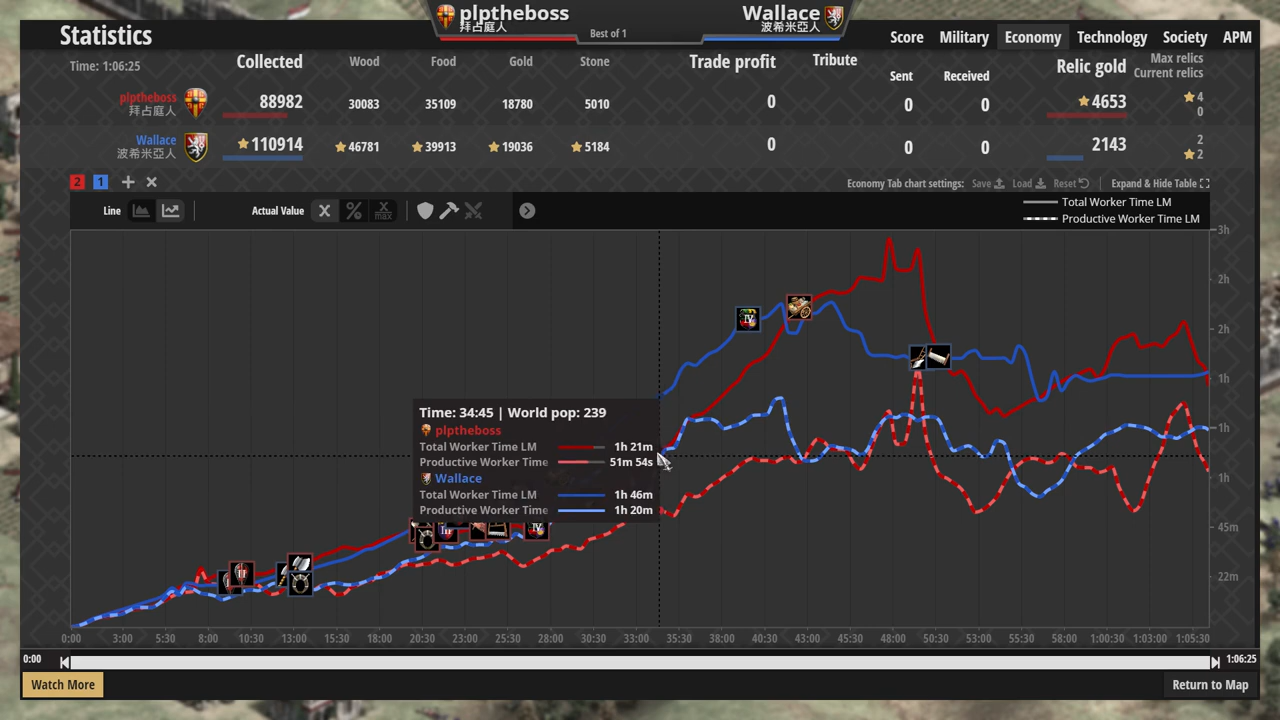 plptheboss
拜占庭人
Best of 1
Wallace
波希米亞人
Statistics
Score Military Economy Technology Society APM
Time: 1:06:25
Collected Wood Food Gold Stone Trade profit Tribute Sent Received Relic gold Max relics Current relics
plptheboss
拜占庭人
88982 30083 35109 18780 5010 0 0 0 4653 4 0
Wallace
波希米亞人
110914 46781 39913 19036 5184 0 0 0 2143 2 2
2 1
Economy Tab chart settings: Save Load Reset Expand & Hide Table
Line Actual Value X % X/max
Total Worker Time LM
Productive Worker Time LM
3h
2h
2h
1h
1h
1h
45m
22m
Time: 34:45 | World pop: 239
plptheboss
Total Worker Time LM 1h 21m
Productive Worker Time 51m 54s
Wallace
Total Worker Time LM 1h 46m
Productive Worker Time 1h 20m
IV
II
III
IV
0:00 3:00 5:30 8:00 10:30 13:00 15:30 18:00 20:30 23:00 25:30 28:00 30:30 33:00 35:30 38:00 40:30 43:00 45:30 48:00 50:30 53:00 55:30 58:00 1:00:30 1:03:00 1:05:30
0:00 1:06:25
Watch More Return to Map